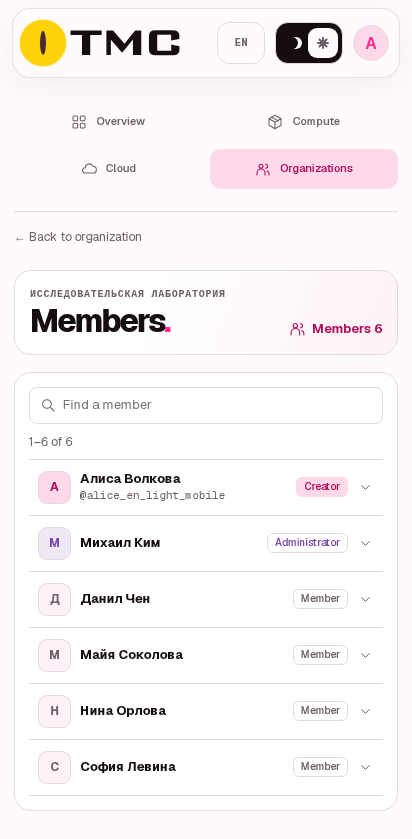 TMC
EN
A
Overview
Compute
Cloud
Organizations
← Back to organization
ИССЛЕДОВАТЕЛЬСКАЯ ЛАБОРАТОРИЯ
Members.
Members 6
Find a member
1–6 of 6
А
Алиса Волкова
@alice_en_light_mobile
Creator
М
Михаил Ким
Administrator
Д
Данил Чен
Member
М
Майя Соколова
Member
Н
Нина Орлова
Member
С
София Левина
Member